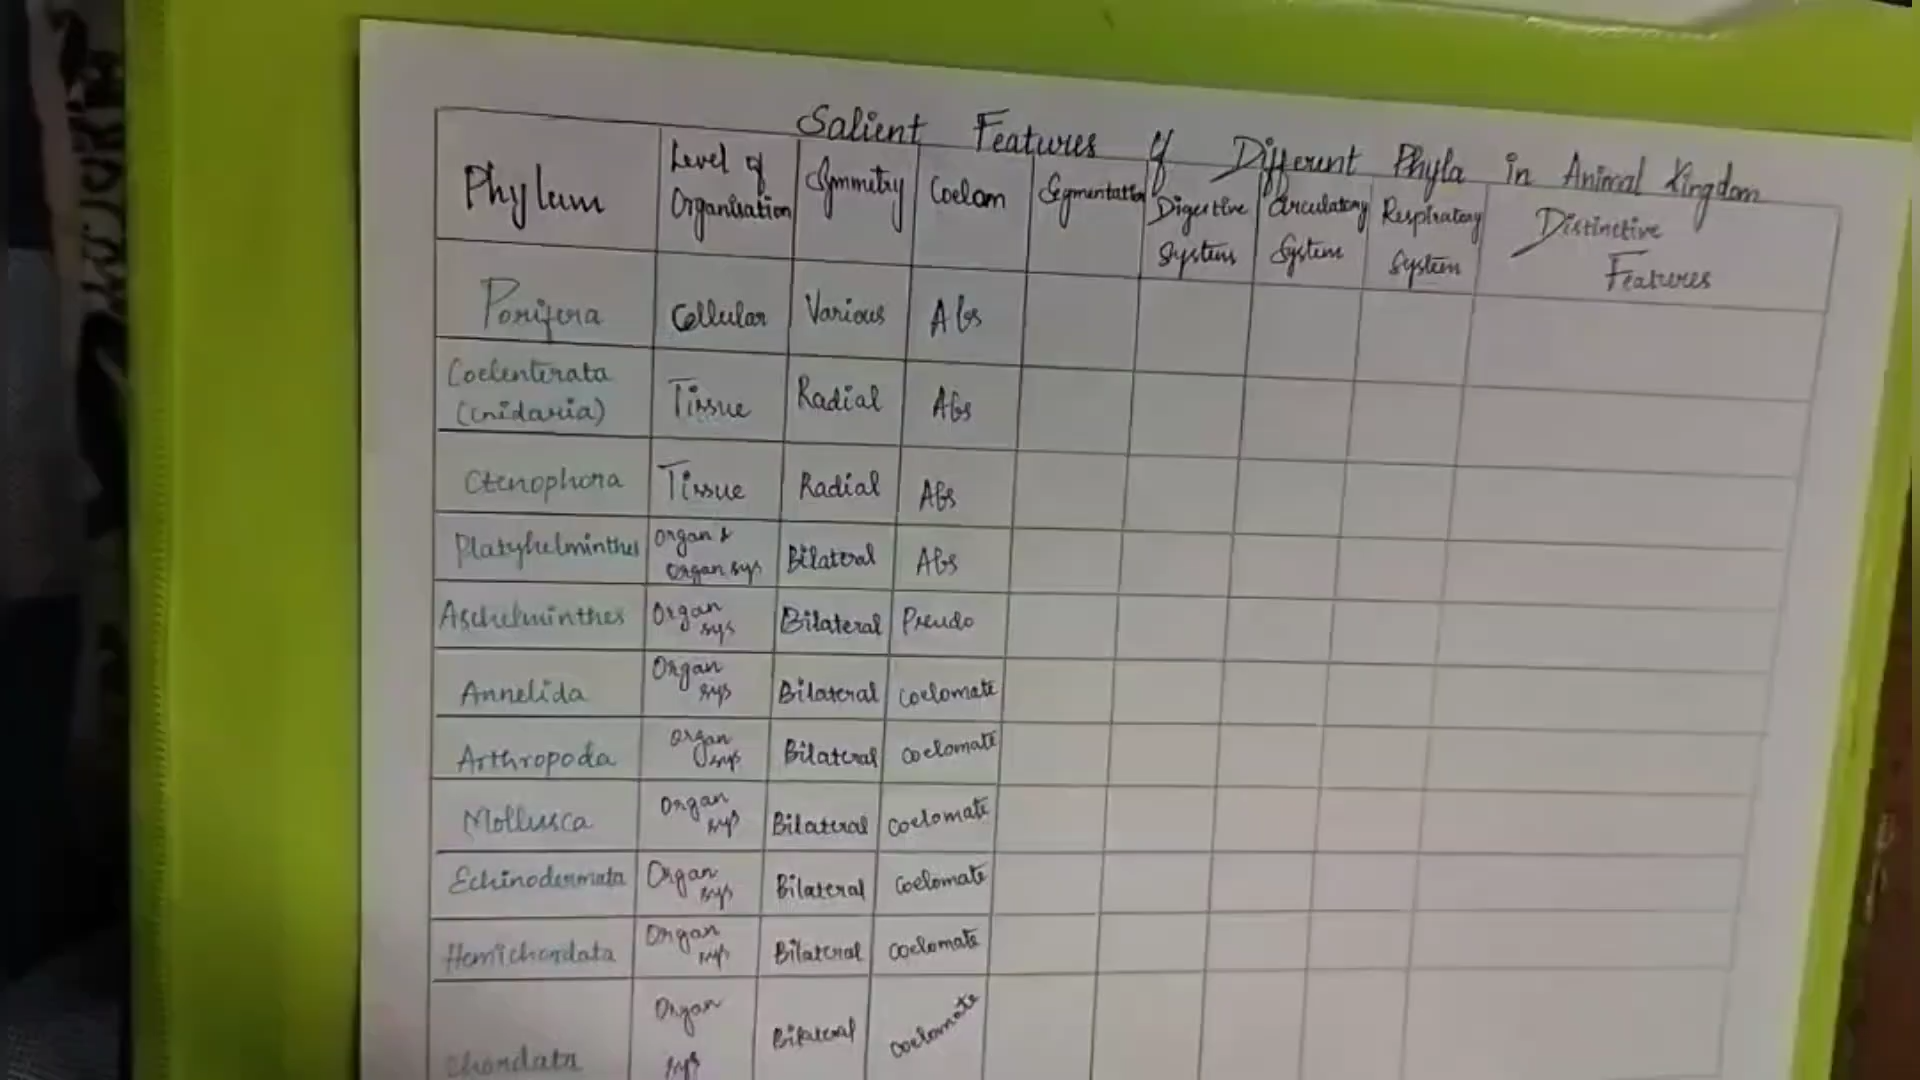 Salient Features of Different Phyla in Animal Kingdom
Phylum
Level of
Organisation
Symmetry
Coelom
Segmentation
Digestive
System
Circulatory
System
Respiratory
System
Distinctive
Features
Porifera
Cellular
Various
Abs
Coelenterata
(Cnidaria)
Tissue
Radial
Abs
Ctenophora
Tissue
Radial
Abs
Platyhelminthes
Organ &
Organ sys
Bilateral
Abs
Aschelminthes
Organ
sys
Bilateral
Pseudo
Annelida
Organ
sys
Bilateral
Coelomate
Arthropoda
Organ
sys
Bilateral
Coelomate
Mollusca
Organ
sys
Bilateral
Coelomate
Echinodermata
Organ
sys
Bilateral
Coelomate
Hemichordata
Organ
sys
Bilateral
Coelomate
Chordata
Organ
sys
Bilateral
Coelomate